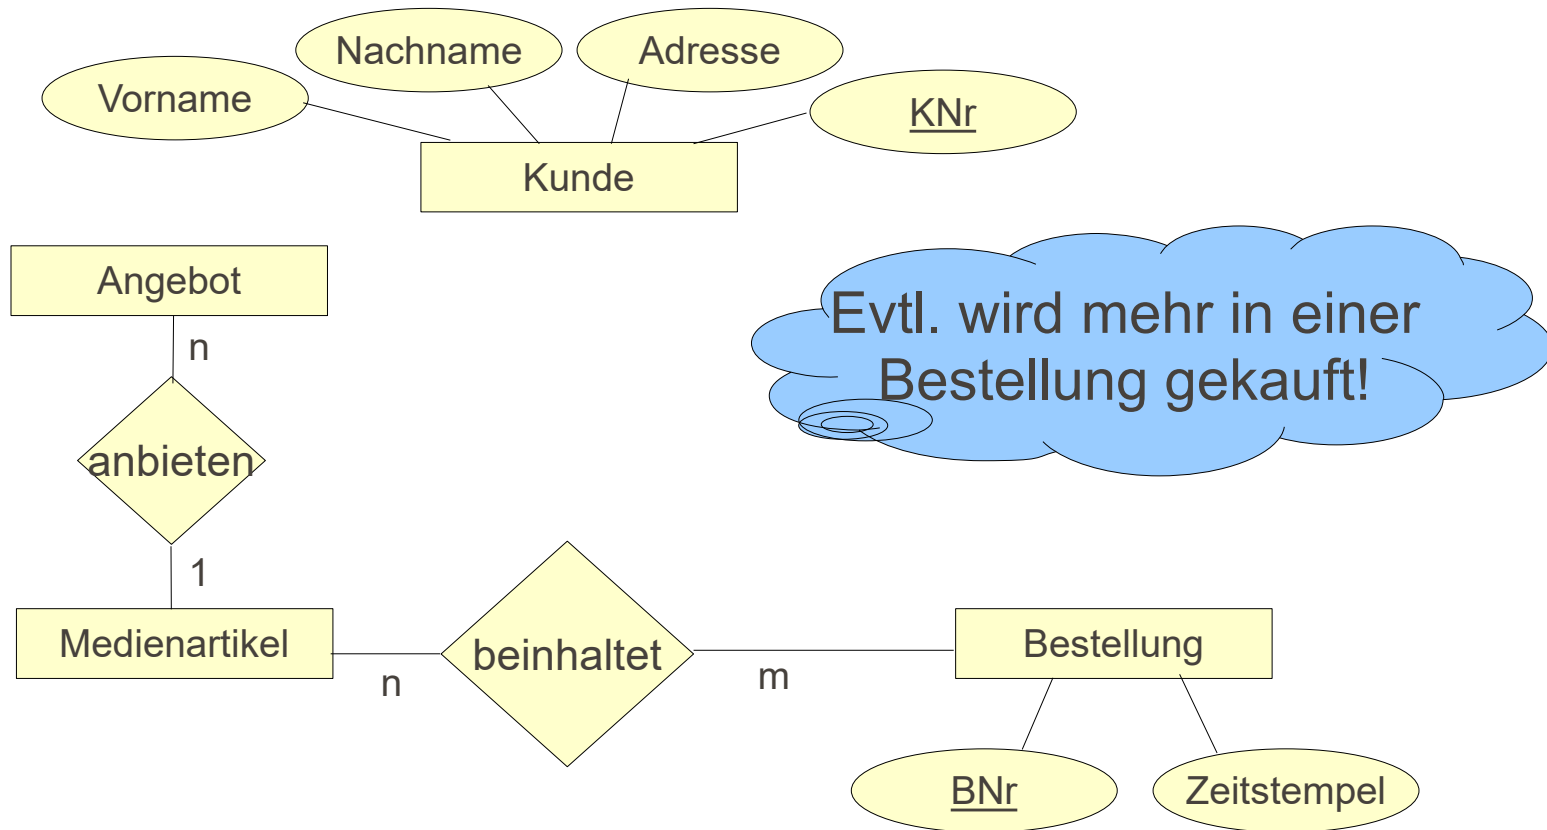 Nachname
Adresse
Vorname
KNr
Kunde
Angebot
n
anbieten
1
Medienartikel
n
beinhaltet
m
Bestellung
BNr
Zeitstempel
Evtl. wird mehr in einer
Bestellung gekauft!